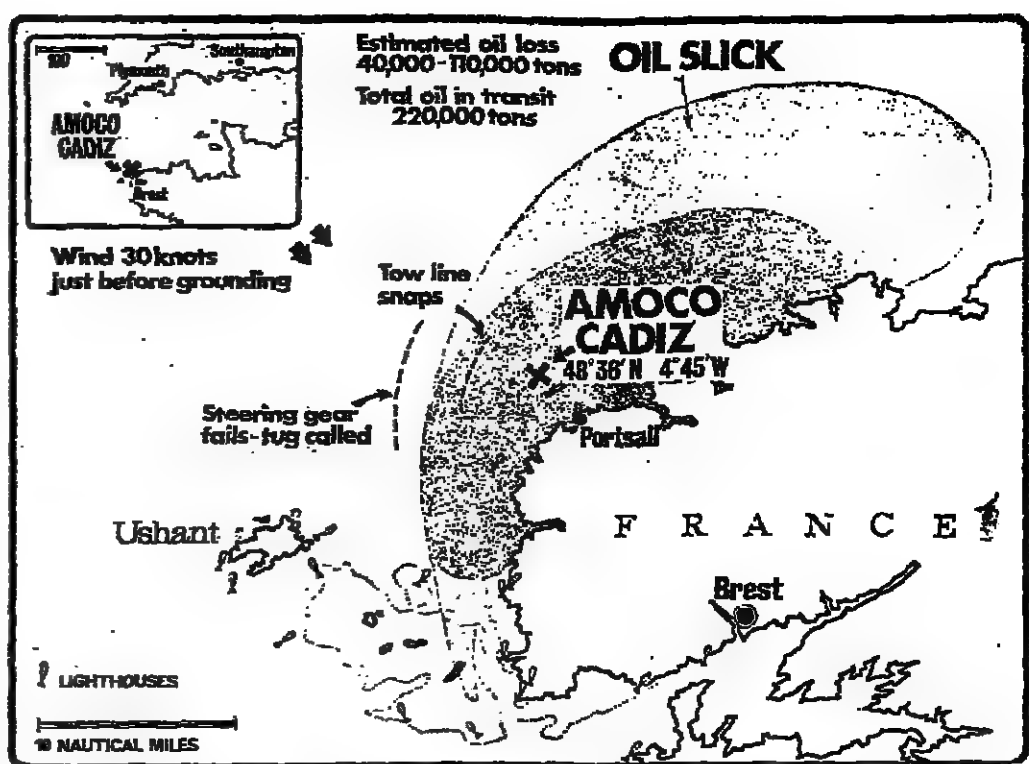 100
Southampton
Plymouth
AMOCO
CADIZ
Brest
Estimated oil loss
40,000-110,000 tons
Total oil in transit
220,000 tons
OIL SLICK
Wind 30 knots
just before grounding
Tow line
snaps
AMOCO
CADIZ
48°36'N 4°45'W
Steering gear
fails-tug called
Portsall
Ushant
FRANCE
Brest
LIGHTHOUSES
10 NAUTICAL MILES